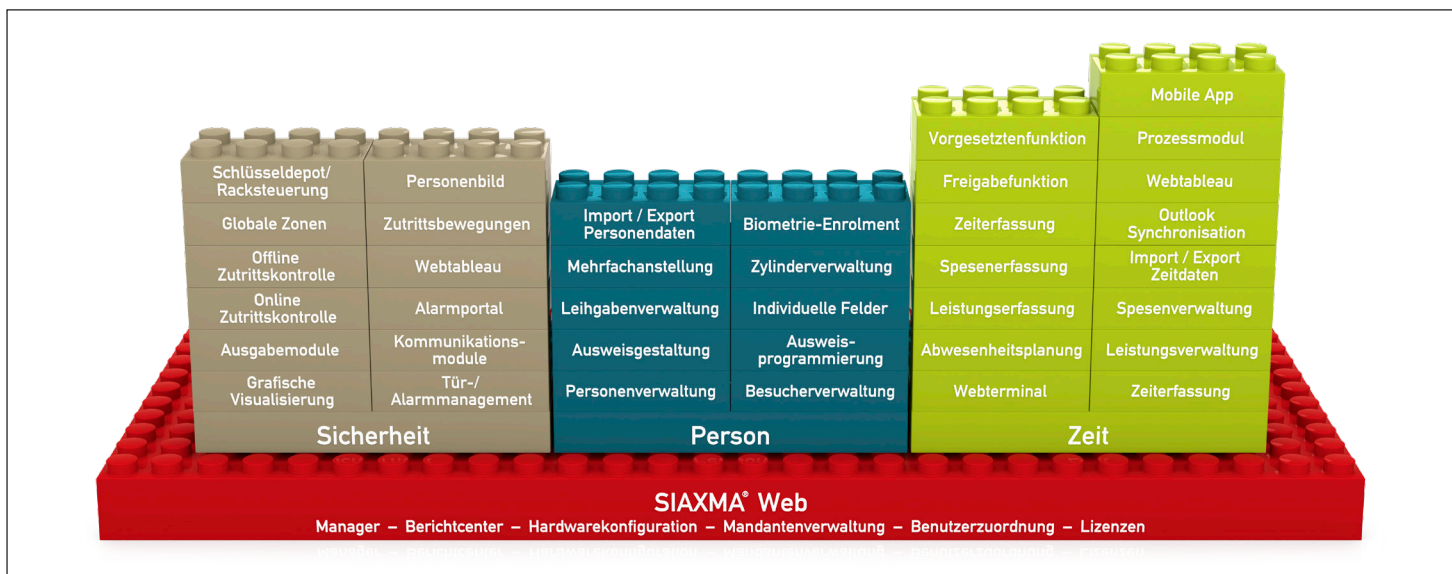 Schlüsseldepot/
Racksteuerung
Globale Zonen
Offline
Zutrittskontrolle
Online
Zutrittskontrolle
Ausgabemodule
Grafische
Visualisierung
Personenbild
Zutrittsbewegungen
Webtableau
Alarmportal
Kommunikations-
module
Tür-/
Alarmmanagement
Sicherheit
Import / Export
Personendaten
Mehrfachanstellung
Leihgabenverwaltung
Ausweisgestaltung
Personenverwaltung
Biometrie-Enrolment
Zylinderverwaltung
Individuelle Felder
Ausweis-
programmierung
Besucherverwaltung
Person
Vorgesetztenfunktion
Freigabefunktion
Zeiterfassung
Spesenerfassung
Leistungserfassung
Abwesenheitsplanung
Webterminal
Mobile App
Prozessmodul
Webtableau
Outlook
Synchronisation
Import / Export
Zeitdaten
Spesenverwaltung
Leistungsverwaltung
Zeiterfassung
Zeit
SIAXMA® Web
Manager – Berichtcenter – Hardwarekonfiguration – Mandantenverwaltung – Benutzerzuordnung – Lizenzen